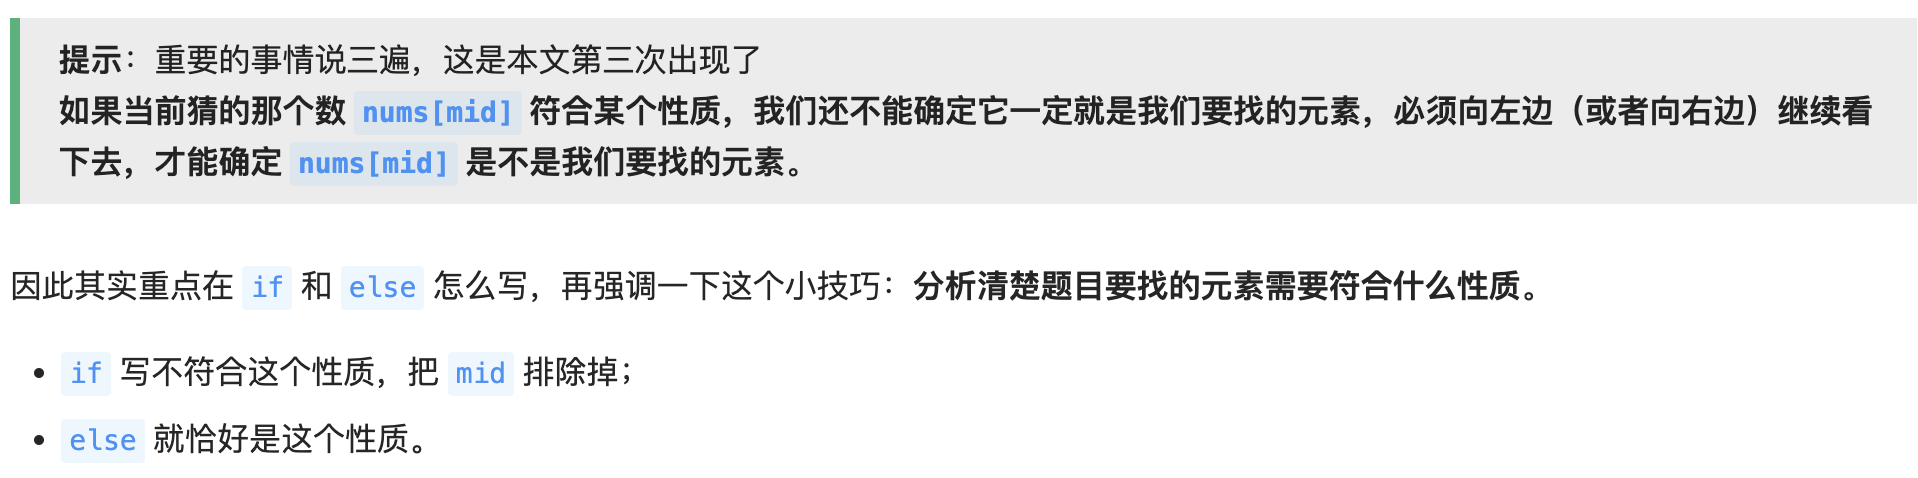 提示：重要的事情说三遍，这是本文第三次出现了
如果当前猜的那个数 nums[mid] 符合某个性质，我们还不能确定它一定就是我们要找的元素，必须向左边（或者向右边）继续看
下去，才能确定 nums[mid] 是不是我们要找的元素。
因此其实重点在 if 和 else 怎么写，再强调一下这个小技巧：分析清楚题目要找的元素需要符合什么性质。
• if 写不符合这个性质，把 mid 排除掉；
• else 就恰好是这个性质。